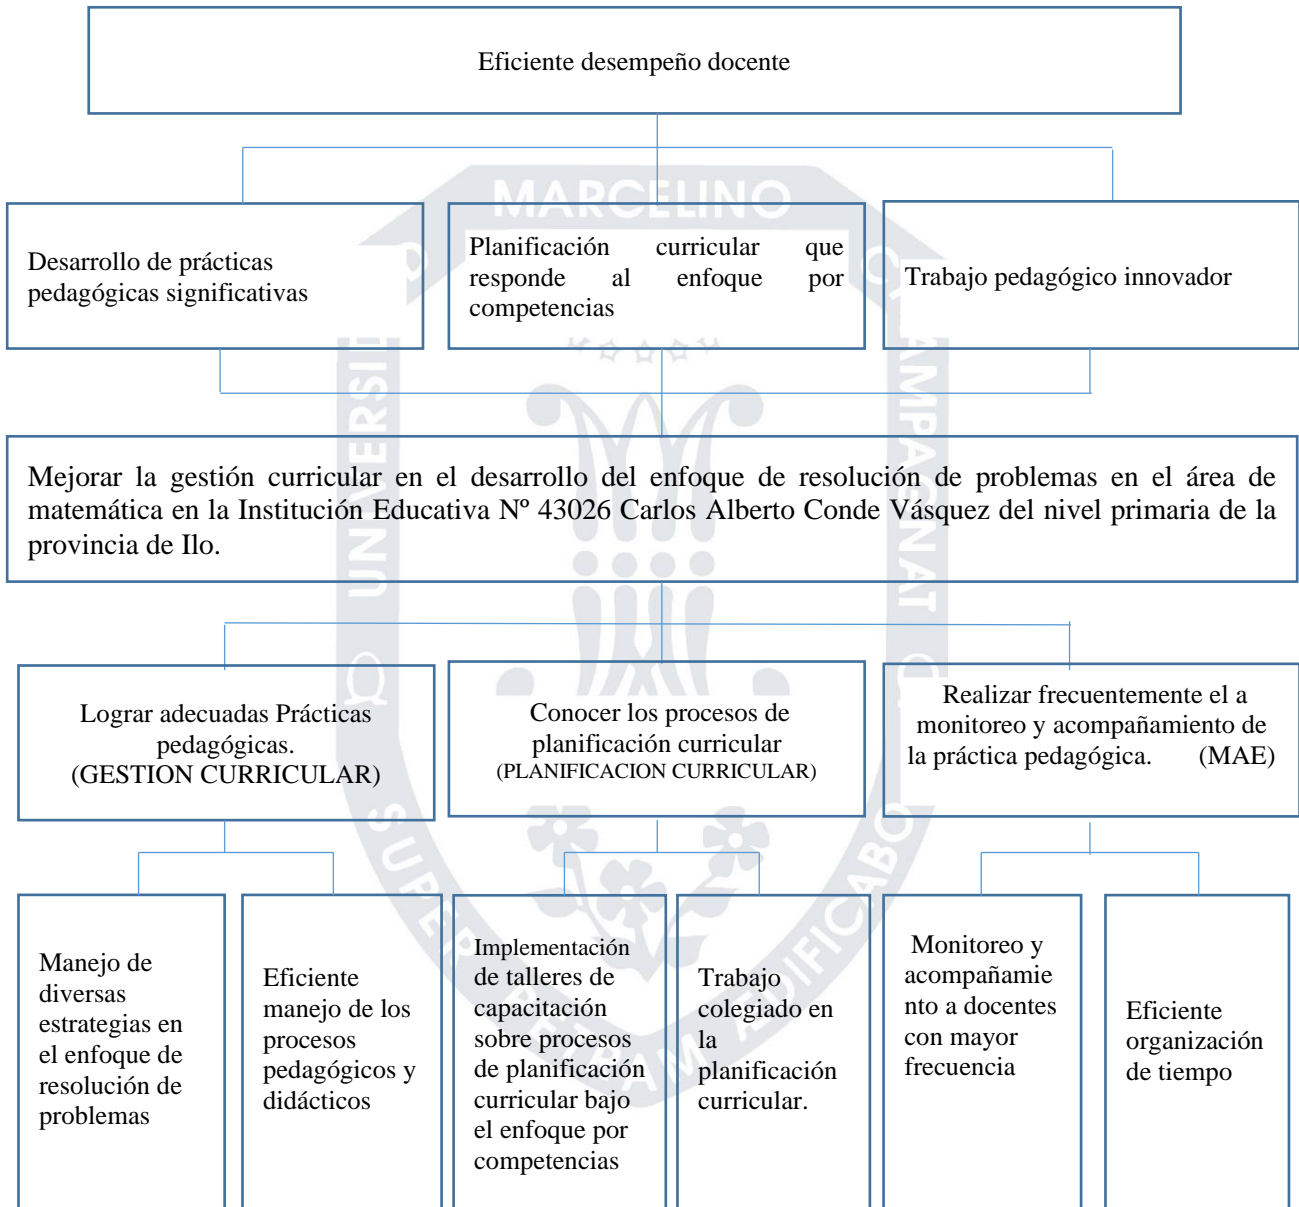 Eficiente desempeño docente
Desarrollo de prácticas
pedagógicas significativas
Planificación curricular que
responde al enfoque por
competencias
Trabajo pedagógico innovador
Mejorar la gestión curricular en el desarrollo del enfoque de resolución de problemas en el área de
matemática en la Institución Educativa Nº 43026 Carlos Alberto Conde Vásquez del nivel primaria de la
provincia de Ilo.
Lograr adecuadas Prácticas
pedagógicas.
(GESTION CURRICULAR)
Conocer los procesos de
planificación curricular
(PLANIFICACION CURRICULAR)
Realizar frecuentemente el a
monitoreo y acompañamiento de
la práctica pedagógica. (MAE)
Manejo de
diversas
estrategias en
el enfoque de
resolución de
problemas
Eficiente
manejo de los
procesos
pedagógicos y
didácticos
Implementación
de talleres de
capacitación
sobre procesos
de planificación
curricular bajo
el enfoque por
competencias
Trabajo
colegiado en
la
planificación
curricular.
Monitoreo y
acompañamie
nto a docentes
con mayor
frecuencia
Eficiente
organización
de tiempo
MARCELINO
SUPER PETRAM ÆDIFICABO